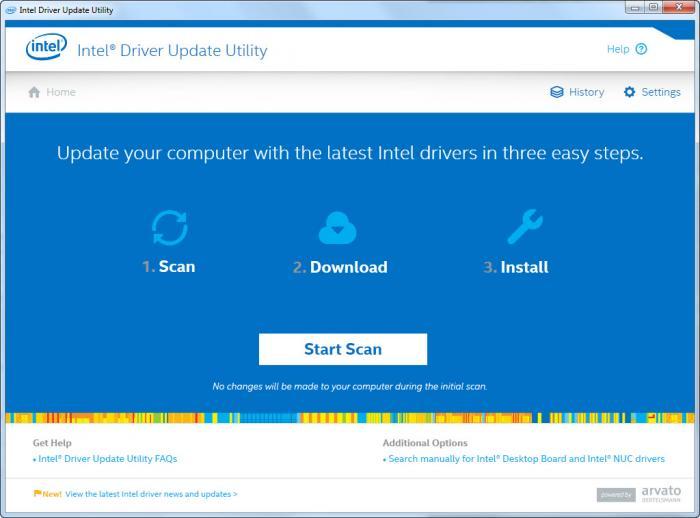 Intel Driver Update Utility
intel Intel® Driver Update Utility Help ?
Home History Settings
Update your computer with the latest Intel drivers in three easy steps.
1. Scan 2. Download 3. Install
Start Scan
No changes will be made to your computer during the initial scan.
Get Help Additional Options
• Intel® Driver Update Utility FAQs • Search manually for Intel® Desktop Board and Intel® NUC drivers
New! View the latest Intel driver news and updates > powered by arvato
BERTELSMANN